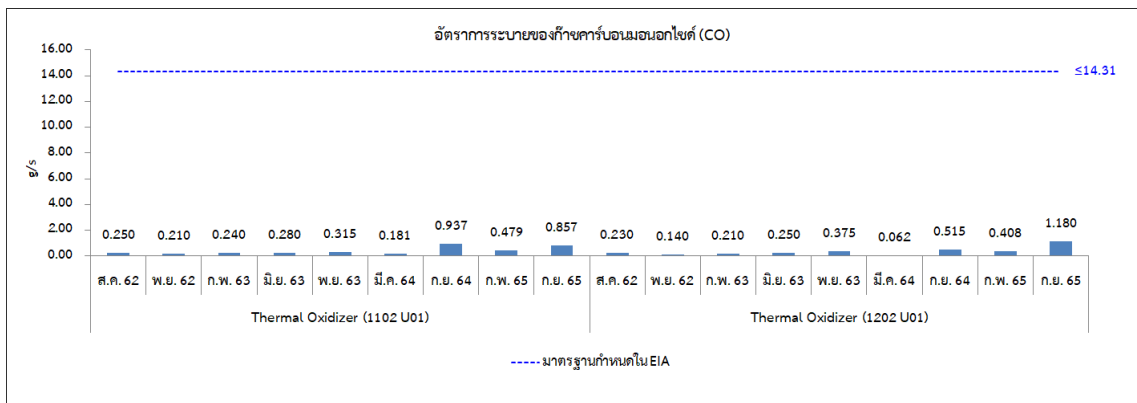 อัตราการระบายของก๊าซคาร์บอนมอนอกไซด์ (CO)
16.00
14.00
12.00
10.00
8.00
6.00
4.00
2.00
0.00
g/s
≤14.31
0.250 0.210 0.240 0.280 0.315 0.181 0.937 0.479 0.857 0.230 0.140 0.210 0.250 0.375 0.062 0.515 0.408 1.180
ส.ค. 62 พ.ย. 62 ก.พ. 63 มิ.ย. 63 พ.ย. 63 มี.ค. 64 ก.ย. 64 ก.พ. 65 ก.ย. 65 ส.ค. 62 พ.ย. 62 ก.พ. 63 มิ.ย. 63 พ.ย. 63 มี.ค. 64 ก.ย. 64 ก.พ. 65 ก.ย. 65
Thermal Oxidizer (1102 U01) Thermal Oxidizer (1202 U01)
มาตรฐานกำหนดใน EIA